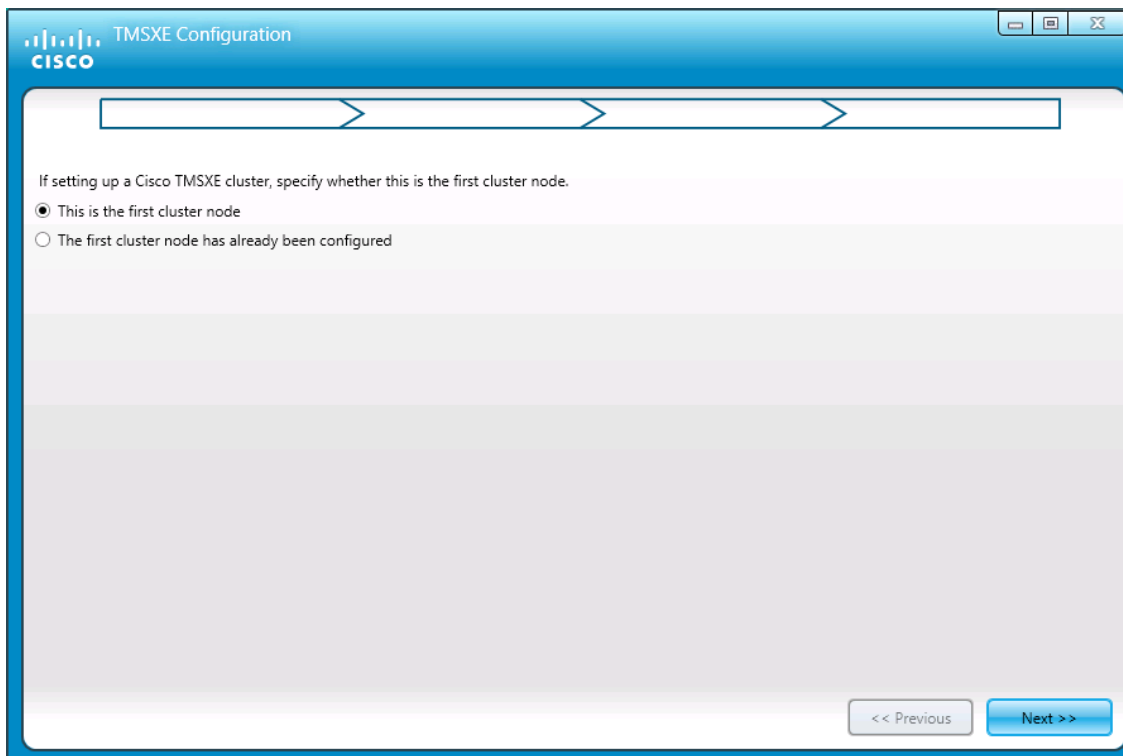 TMSXE Configuration
CISCO
If setting up a Cisco TMSXE cluster, specify whether this is the first cluster node.
This is the first cluster node
The first cluster node has already been configured
<< Previous
Next >>